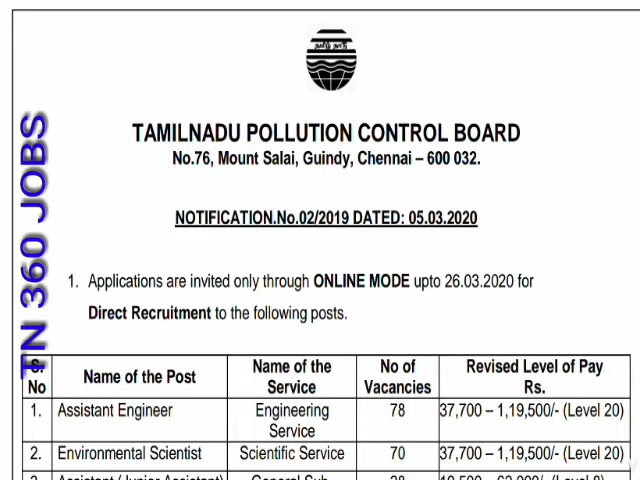 தமிழ் நாடு
TAMILNADU POLLUTION CONTROL BOARD
No.76, Mount Salai, Guindy, Chennai – 600 032.
TN 360 JOBS
NOTIFICATION.No.02/2019 DATED: 05.03.2020
1. Applications are invited only through ONLINE MODE upto 26.03.2020 for
Direct Recruitment to the following posts.
No Name of the Post Name of the Service No of Vacancies Revised Level of Pay Rs.
1. Assistant Engineer Engineering Service 78 37,700 – 1,19,500/- (Level 20)
2. Environmental Scientist Scientific Service 70 37,700 – 1,19,500/- (Level 20)